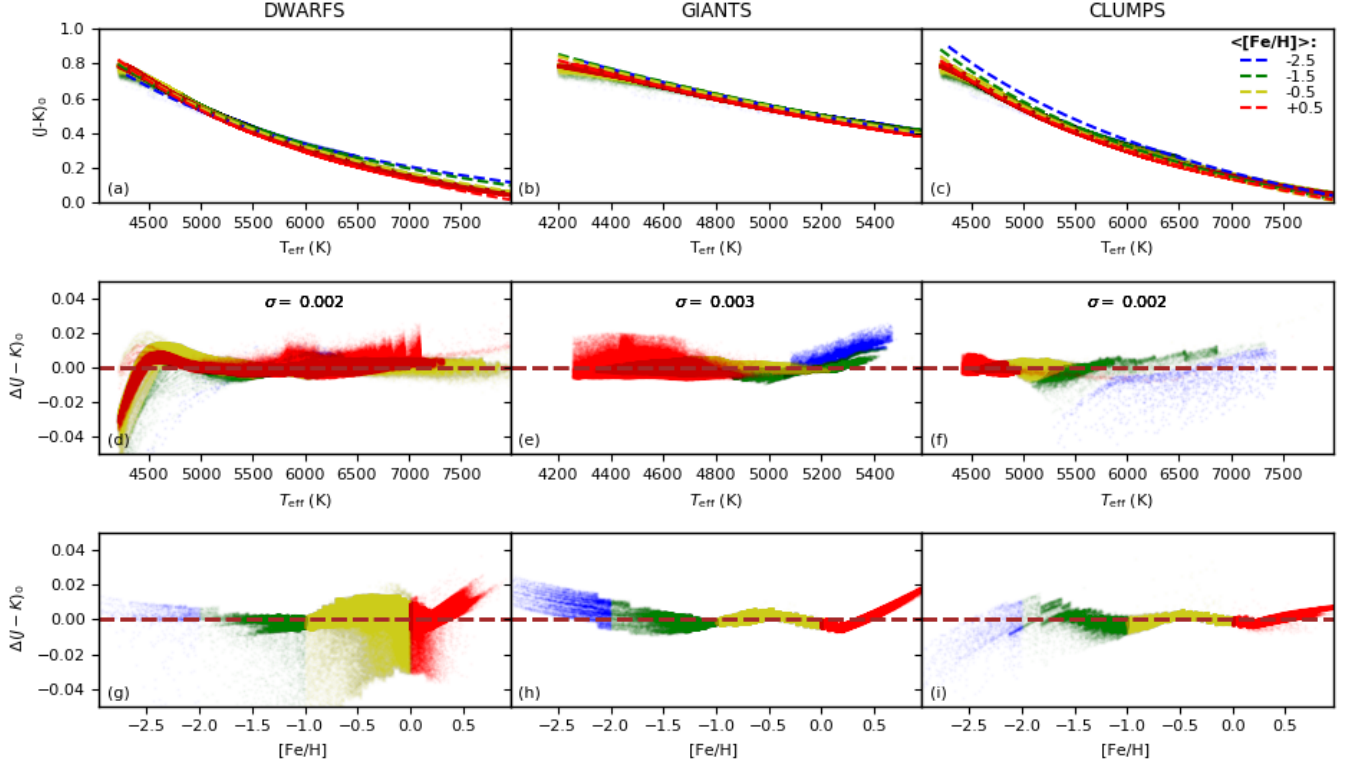 DWARFS GIANTS CLUMPS
1.0
0.8
0.6
0.4
0.2
0.0
(J-K)₀
<[Fe/H]>:
-2.5
-1.5
-0.5
+0.5
(a) (b) (c)
4500 5000 5500 6000 6500 7000 7500 4200 4400 4600 4800 5000 5200 5400 4500 5000 5500 6000 6500 7000 7500
T_eff (K) T_eff (K) T_eff (K)
0.04
0.02
0.00
−0.02
−0.04
Δ(J − K)₀
σ = 0.002 σ = 0.003 σ = 0.002
(d) (e) (f)
4500 5000 5500 6000 6500 7000 7500 4200 4400 4600 4800 5000 5200 5400 4500 5000 5500 6000 6500 7000 7500
T_eff (K) T_eff (K) T_eff (K)
0.04
0.02
0.00
−0.02
−0.04
Δ(J − K)₀
(g) (h) (i)
−2.5 −2.0 −1.5 −1.0 −0.5 0.0 0.5 −2.5 −2.0 −1.5 −1.0 −0.5 0.0 0.5 −2.5 −2.0 −1.5 −1.0 −0.5 0.0 0.5
[Fe/H] [Fe/H] [Fe/H]